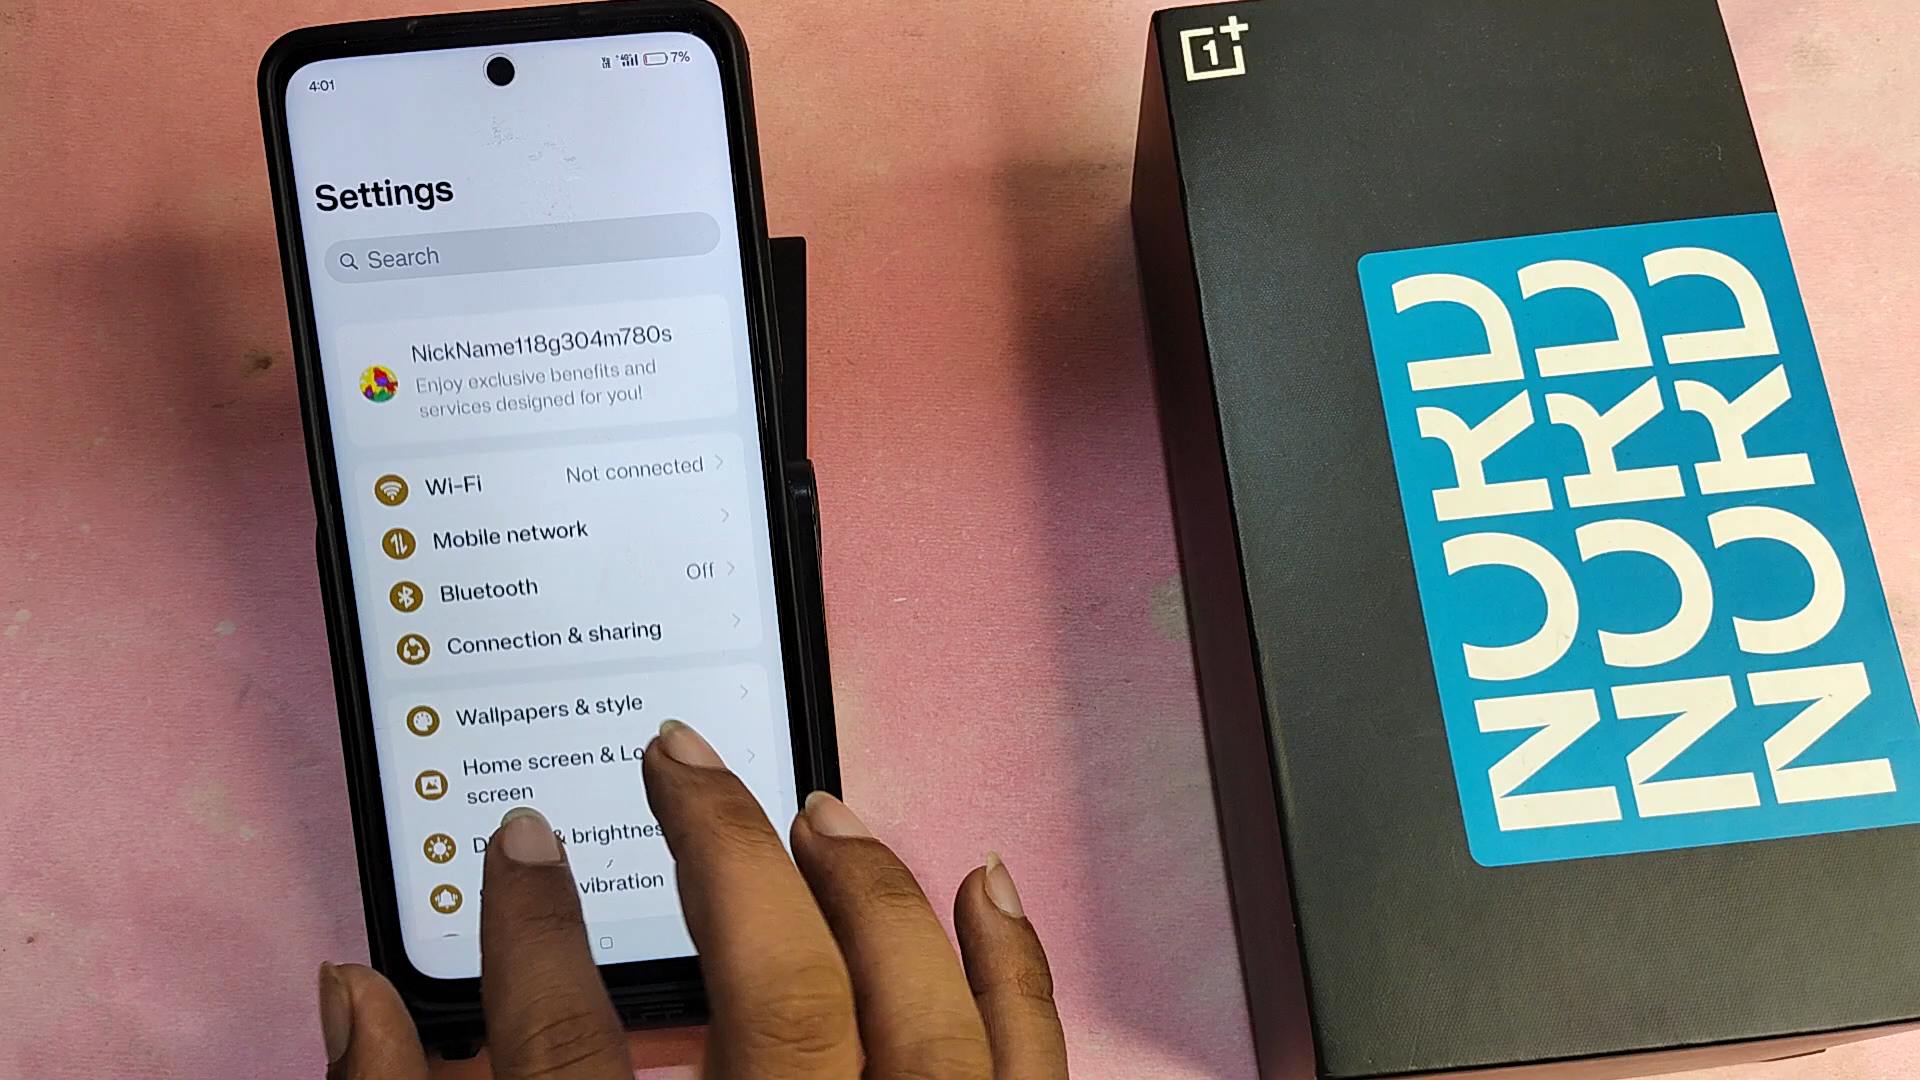 4:01
7%
Settings
Search
NickName118g304m780s
Enjoy exclusive benefits and
services designed for you!
Wi-Fi Not connected
Mobile network
Bluetooth Off
Connection & sharing
Wallpapers & style
Home screen & Lo
screen
& brightnes
vibration
1+
NORD
NORD
NORD